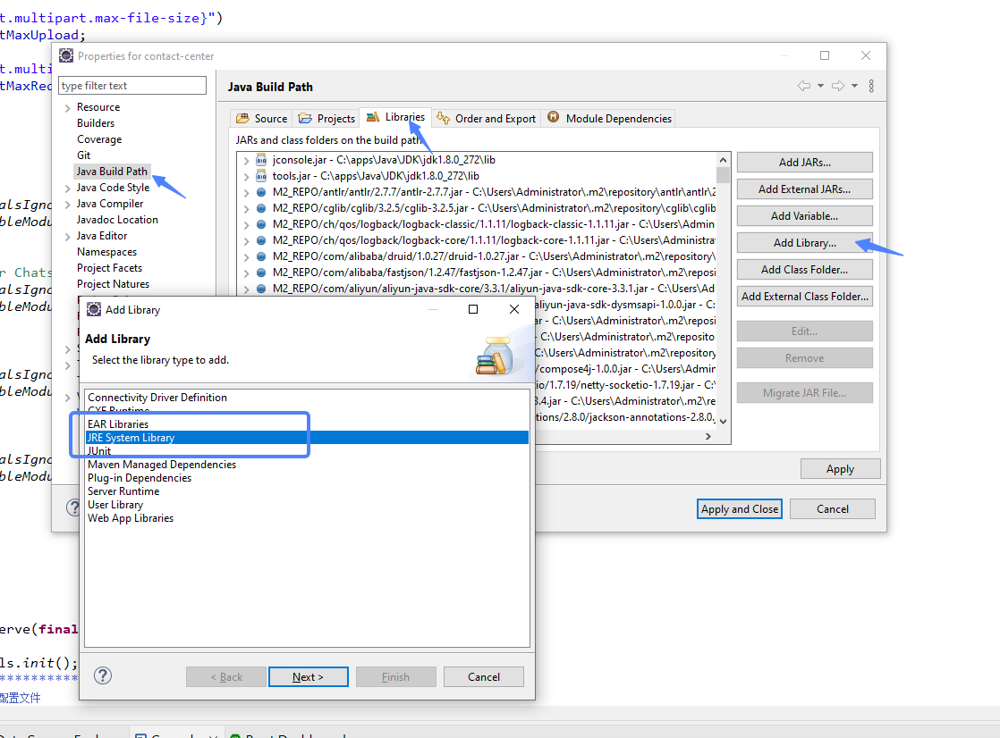 t.multipart.max-file-size}")
tMaxUpload;
t.multi
tMaxRec
alsIgno
bleModu
r Chats
alsIgno
bleModu
alsIgno
bleModu
alsIgno
bleModu
erve(final
ls.init();
配置文件
Properties for contact-center
type filter text
Resource
Builders
Coverage
Git
Java Build Path
Java Code Style
Java Compiler
Javadoc Location
Java Editor
Namespaces
Project Facets
Project Natures
Java Build Path
Source
Projects
Libraries
Order and Export
Module Dependencies
JARs and class folders on the build path
jconsole.jar - C:\apps\Java\JDK\jdk1.8.0_272\lib
tools.jar - C:\apps\Java\JDK\jdk1.8.0_272\lib
M2_REPO/antlr/antlr/2.7.7/antlr-2.7.7.jar - C:\Users\Administrator\.m2\repository\antlr\antlr\2
M2_REPO/cglib/cglib/3.2.5/cglib-3.2.5.jar - C:\Users\Administrator\.m2\repository\cglib\cglib
M2_REPO/ch/qos/logback/logback-classic/1.1.11/logback-classic-1.1.11.jar - C:\Users\Admin
M2_REPO/ch/qos/logback/logback-core/1.1.11/logback-core-1.1.11.jar - C:\Users\Administra
M2_REPO/com/alibaba/druid/1.0.27/druid-1.0.27.jar - C:\Users\Administrator\.m2\repository\
M2_REPO/com/alibaba/fastjson/1.2.47/fastjson-1.2.47.jar - C:\Users\Administrator\.m2\reposi
M2_REPO/com/aliyun/aliyun-java-sdk-core/3.3.1/aliyun-java-sdk-core-3.3.1.jar - C:\Users\Ad
aliyun-java-sdk-dysmsapi-1.0.0.jar - C:
ar - C:\Users\Administrator\.m2\reposi
- C:\Users\Administrator\.m2\reposito
C:\Users\Administrator\.m2\repositor
/compose4j-1.0.0.jar - C:\Users\Admini
io/1.7.19/netty-socketio-1.7.19.jar - C:\
3.4.jar - C:\Users\Administrator\.m2\re
tions/2.8.0/jackson-annotations-2.8.0.
Add JARs...
Add External JARs...
Add Variable...
Add Library...
Add Class Folder...
Add External Class Folder...
Edit...
Remove
Migrate JAR File...
Apply
Apply and Close
Cancel
Add Library
Add Library
Select the library type to add.
Connectivity Driver Definition
CXF Runtime
EAR Libraries
JRE System Library
JUnit
Maven Managed Dependencies
Plug-in Dependencies
Server Runtime
User Library
Web App Libraries
< Back
Next >
Finish
Cancel